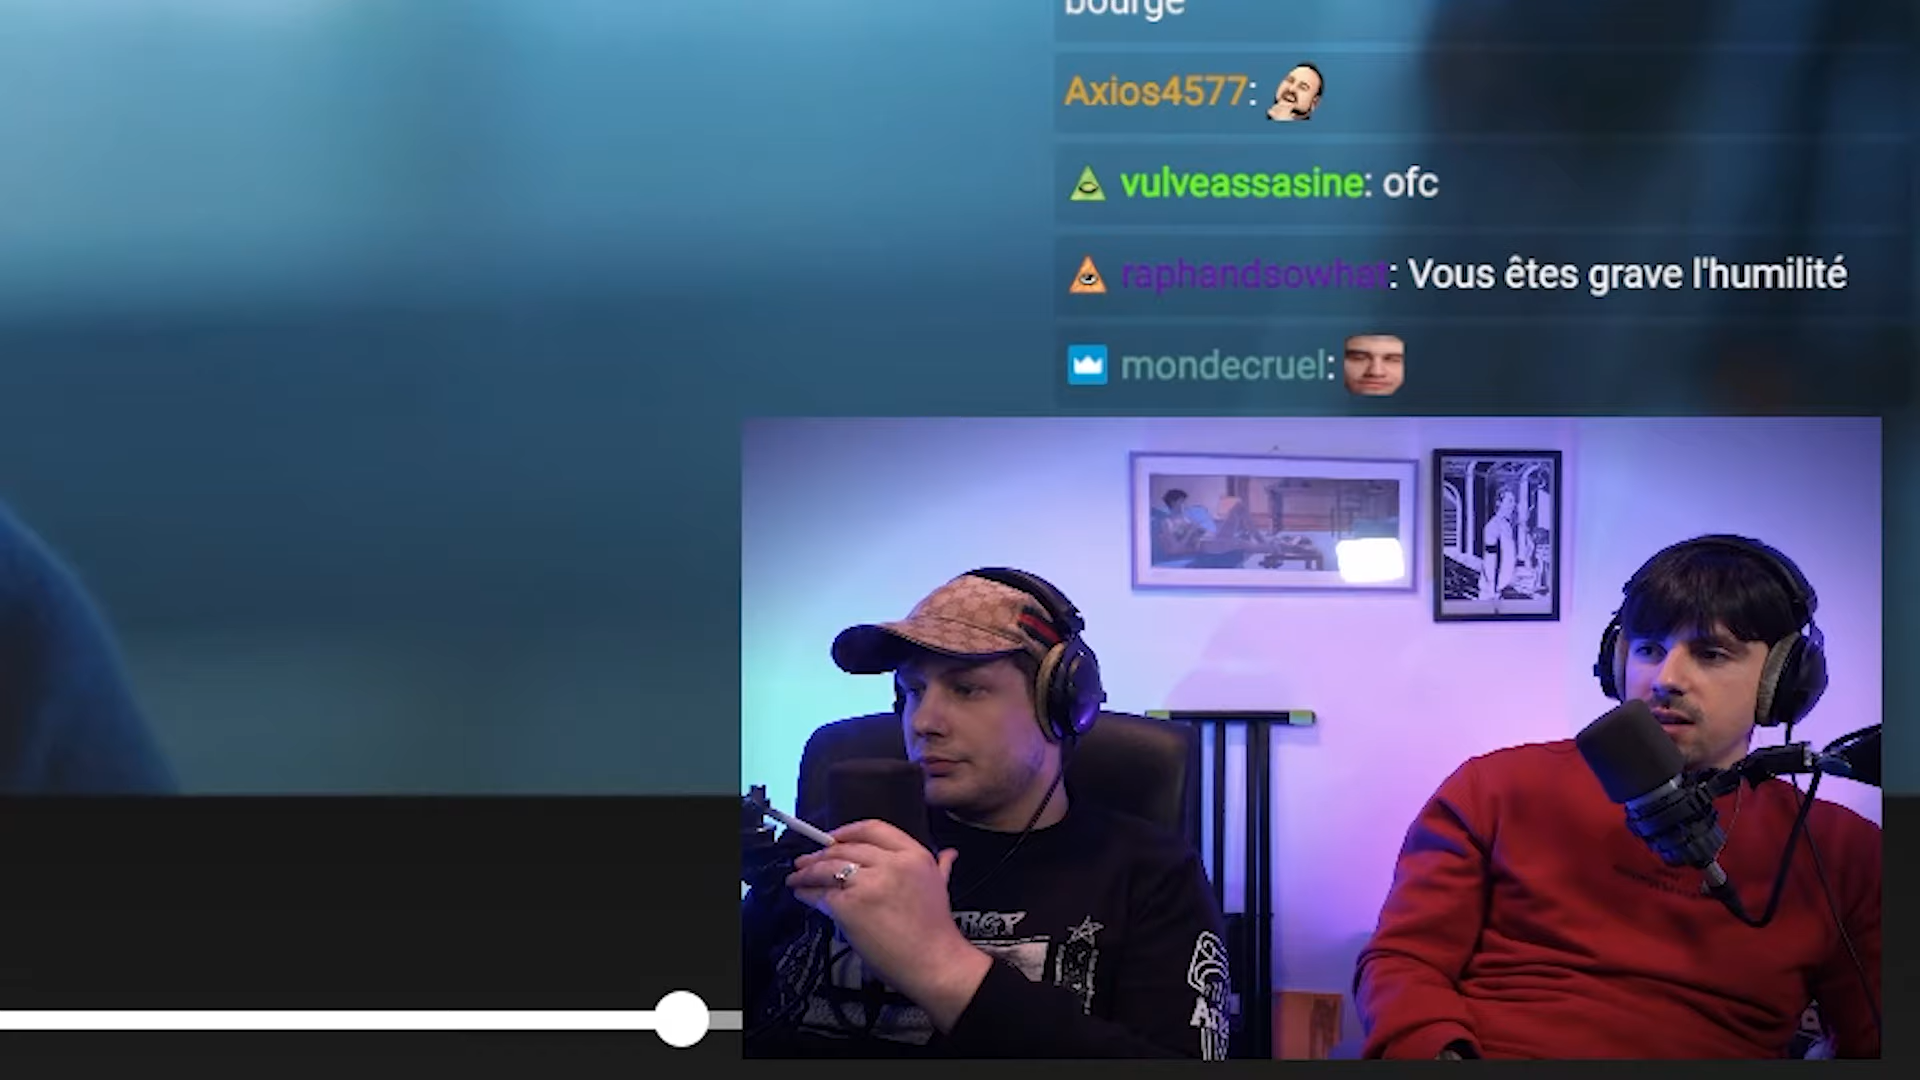 bourge
Axios4577:
vulveassasine: ofc
raphandsowhat: Vous êtes grave l'humilité
mondecruel: